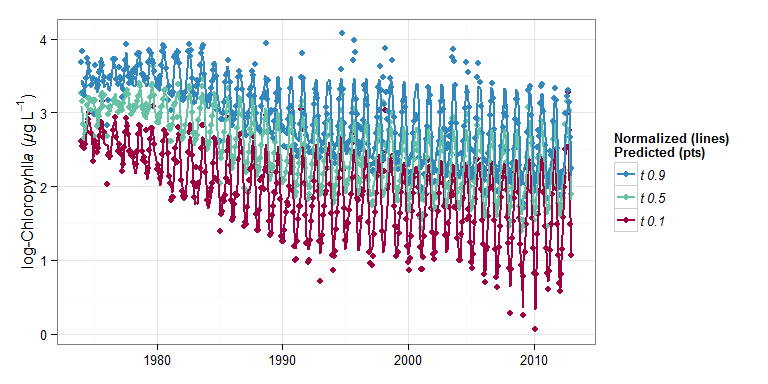 4
3
2
1
0
log-Chloropyhlla (μg L⁻¹)
1980
1990
2000
2010
Normalized (lines)
Predicted (pts)
t 0.9
t 0.5
t 0.1